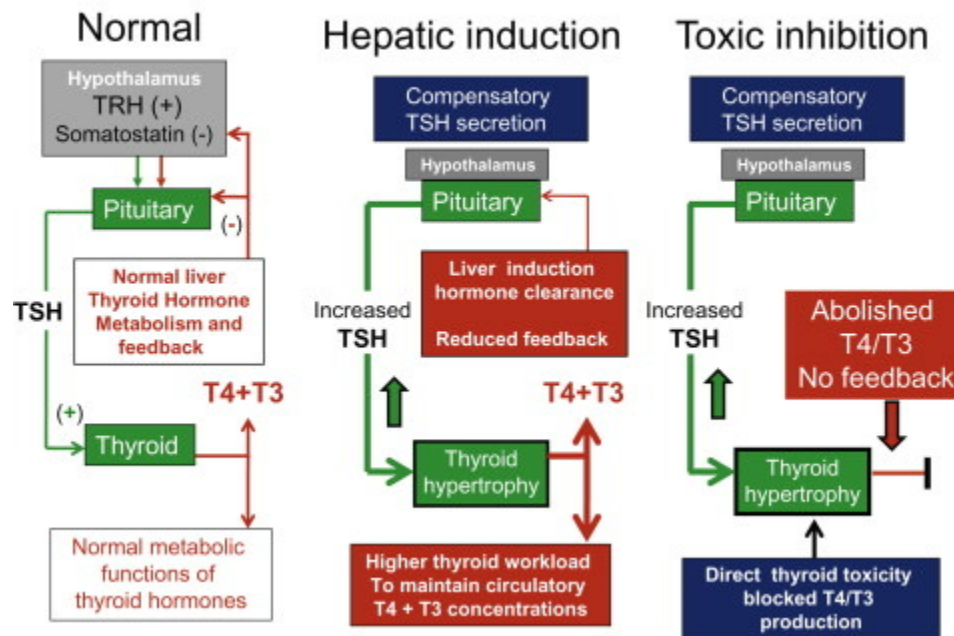 Normal
Hypothalamus
TRH (+)
Somatostatin (-)
Pituitary
(-)
Normal liver
Thyroid Hormone
Metabolism and
feedback
TSH
T4+T3
(+)
Thyroid
Normal metabolic
functions of
thyroid hormones
Hepatic induction
Compensatory
TSH secretion
Hypothalamus
Pituitary
Liver induction
hormone clearance
Reduced feedback
Increased
TSH
T4+T3
Thyroid
hypertrophy
Higher thyroid workload
To maintain circulatory
T4 + T3 concentrations
Toxic inhibition
Compensatory
TSH secretion
Hypothalamus
Pituitary
Increased
TSH
Abolished
T4/T3
No feedback
Thyroid
hypertrophy
Direct thyroid toxicity
blocked T4/T3
production